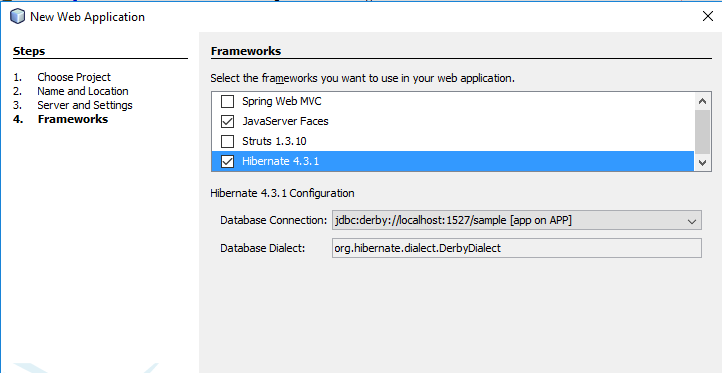 New Web Application
Steps
1. Choose Project
2. Name and Location
3. Server and Settings
4. Frameworks
Frameworks
Select the frameworks you want to use in your web application.
Spring Web MVC
JavaServer Faces
Struts 1.3.10
Hibernate 4.3.1
Hibernate 4.3.1 Configuration
Database Connection: jdbc:derby://localhost:1527/sample [app on APP]
Database Dialect: org.hibernate.dialect.DerbyDialect